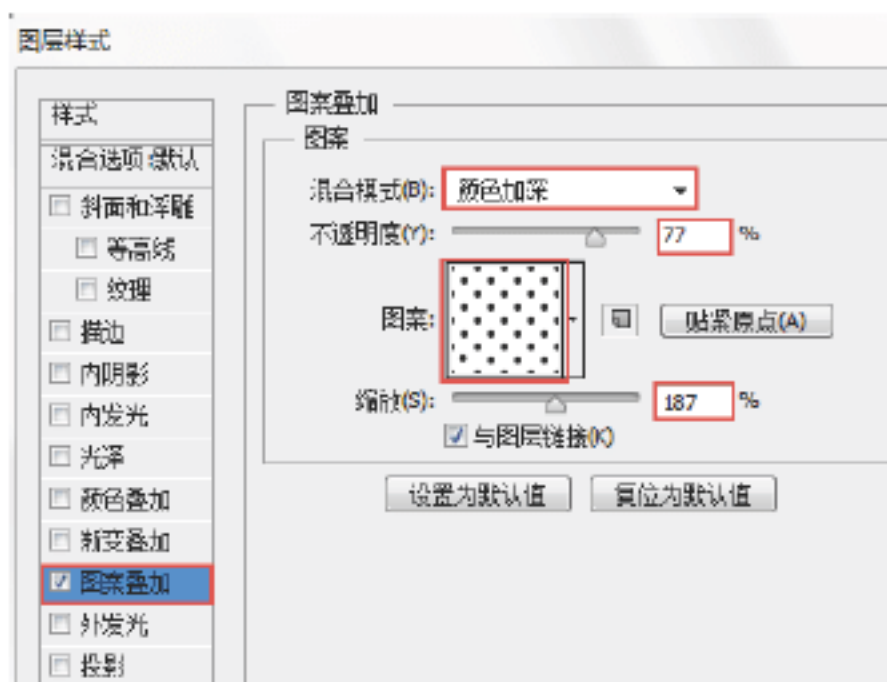 图层样式
样式
混合选项:默认
斜面和浮雕
等高线
纹理
描边
内阴影
内发光
光泽
颜色叠加
渐变叠加
图案叠加
外发光
投影
图案叠加
图案
混合模式(B): 颜色加深
不透明度(Y): 77 %
图案: 贴紧原点(A)
缩放(S): 187 %
与图层链接(K)
设置为默认值 复位为默认值